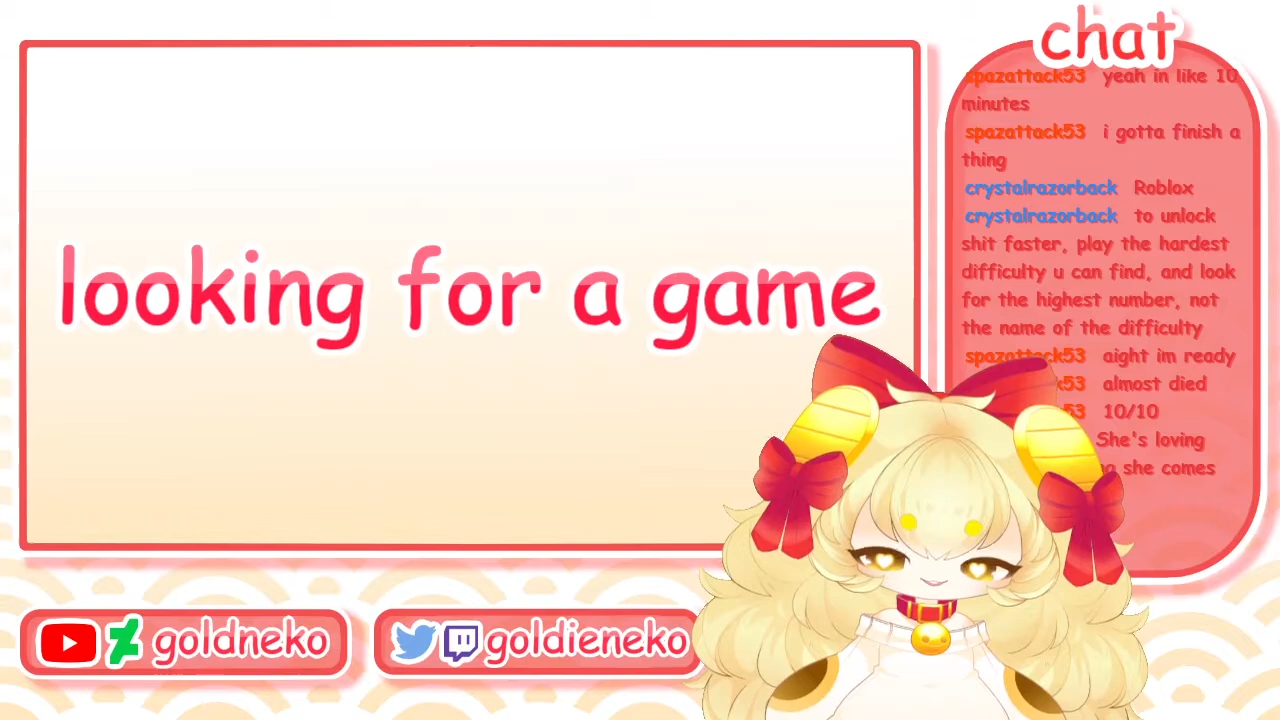 chat
spazattack53 yeah in like 10
minutes
spazattack53 i gotta finish a
thing
crystalrazorback Roblox
crystalrazorback to unlock
shit faster, play the hardest
difficulty u can find, and look
for the highest number, not
the name of the difficulty
spazattack53 aight im ready
almost died
10/10
She's loving
she comes
looking for a game
goldneko
goldieneko